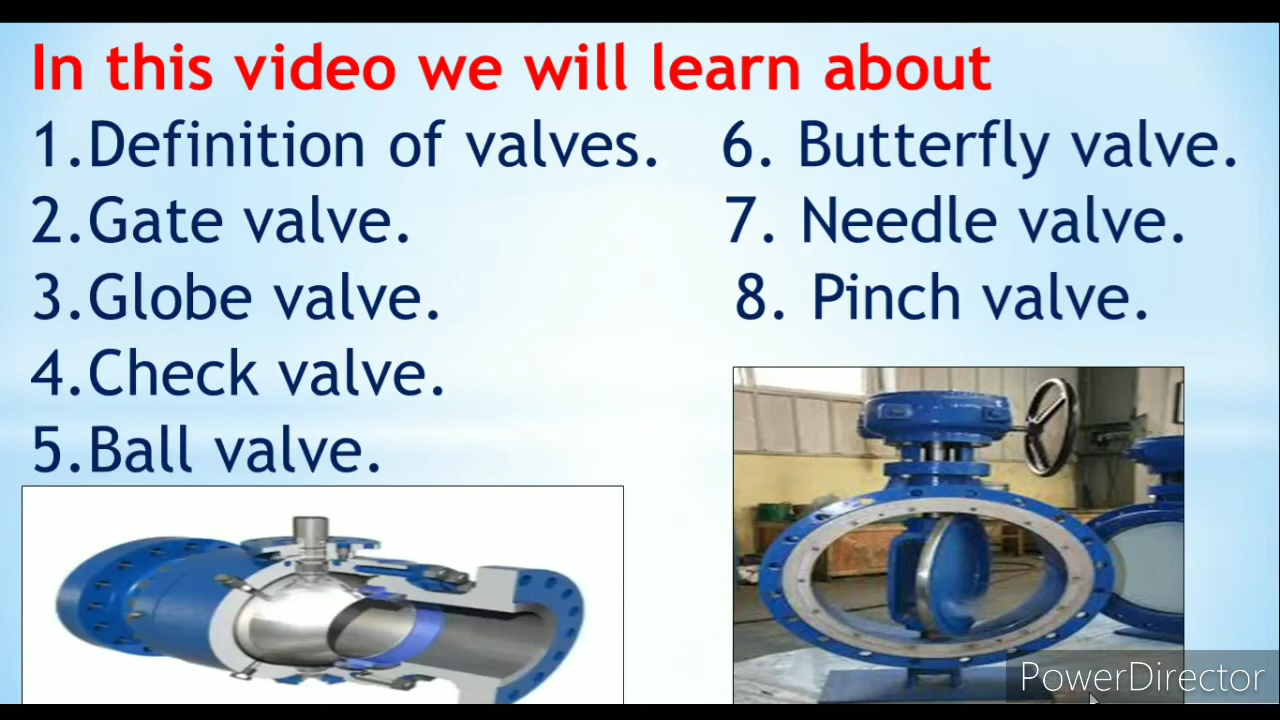 In this video we will learn about
1.Definition of valves.
2.Gate valve.
3.Globe valve.
4.Check valve.
5.Ball valve.
6. Butterfly valve.
7. Needle valve.
8. Pinch valve.
PowerDirector